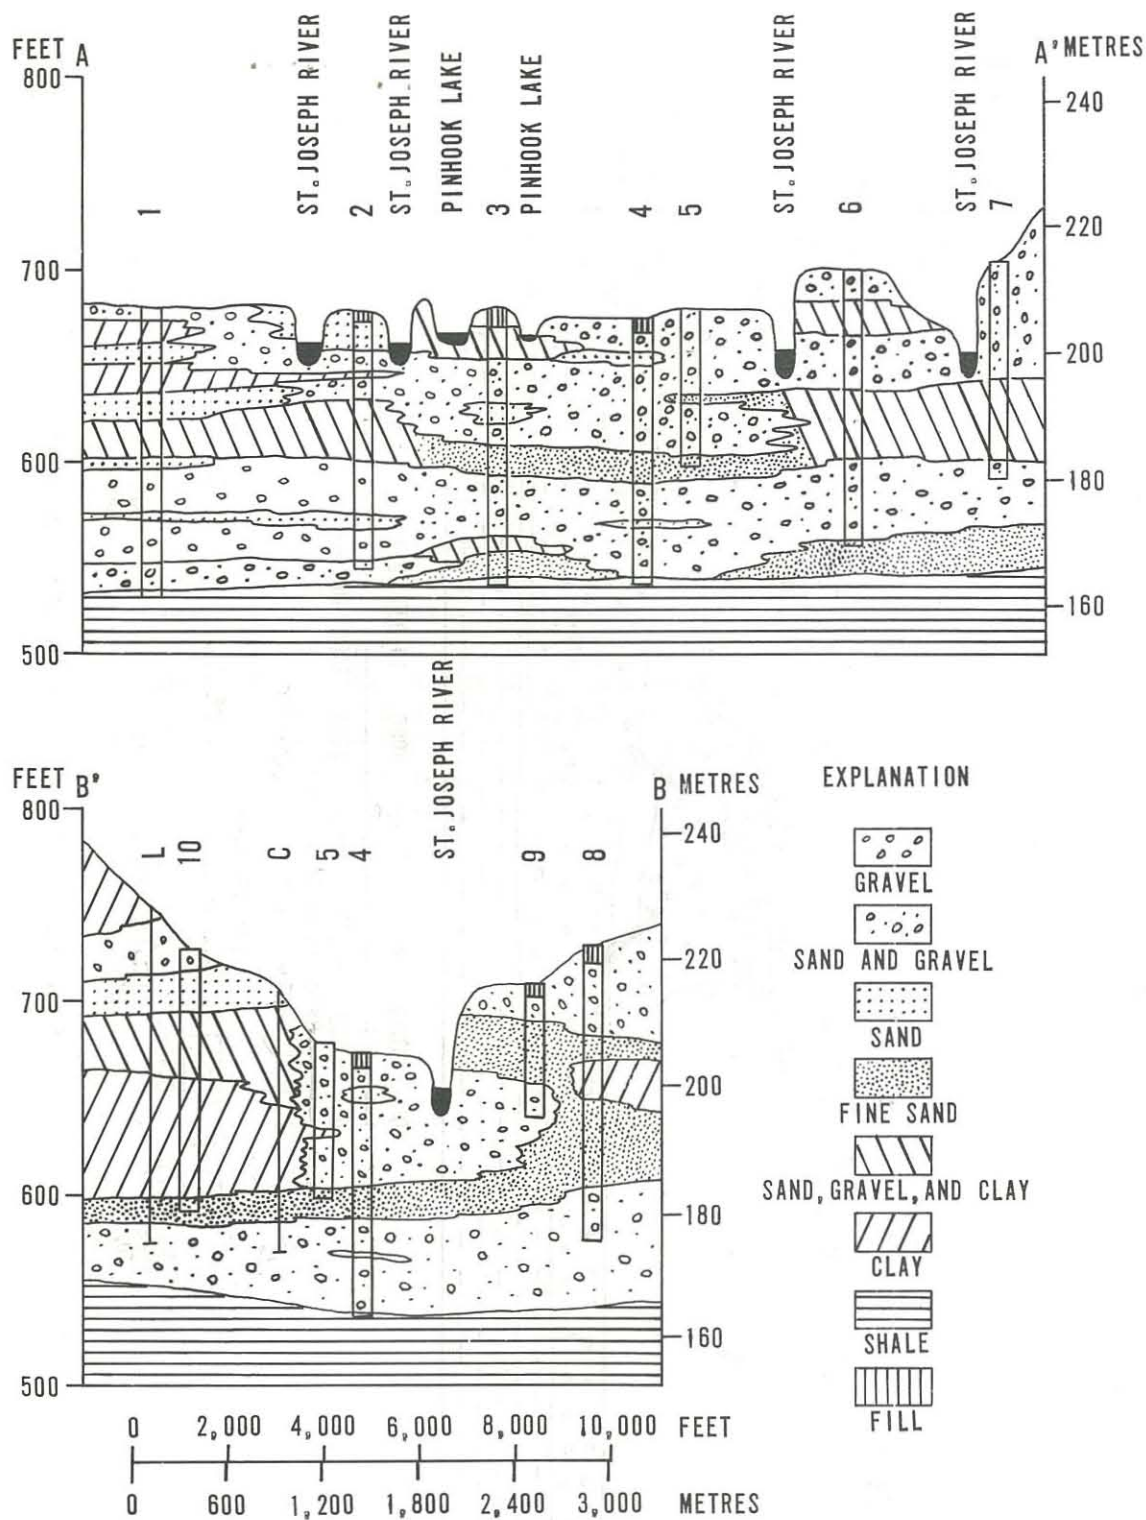 FEET A
A' METRES
ST. JOSEPH RIVER
ST. JOSEPH RIVER
PINHOOK LAKE
PINHOOK LAKE
ST. JOSEPH RIVER
ST. JOSEPH RIVER
1
2
3
4
5
6
7
800
700
600
500
240
220
200
180
160
FEET B'
B METRES
ST. JOSEPH RIVER
L
10
C
5
4
9
8
800
700
600
500
240
220
200
180
160
0 2,000 4,000 6,000 8,000 10,000 FEET
0 600 1,200 1,800 2,400 3,000 METRES
EXPLANATION
GRAVEL
SAND AND GRAVEL
SAND
FINE SAND
SAND, GRAVEL, AND CLAY
CLAY
SHALE
FILL